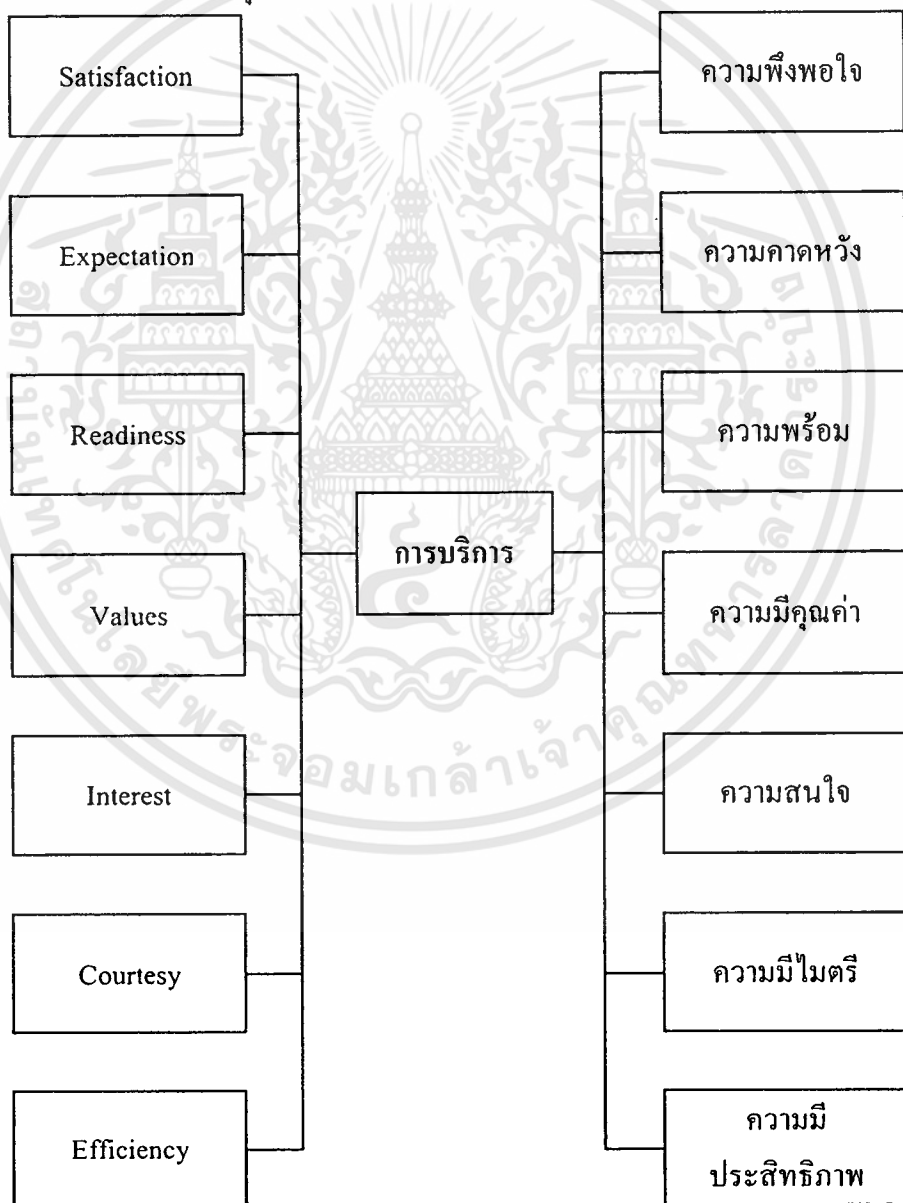 Satisfaction
ความพึงพอใจ
Expectation
ความคาดหวัง
Readiness
ความพร้อม
การบริการ
Values
ความมีคุณค่า
Interest
ความสนใจ
Courtesy
ความมีไมตรี
Efficiency
ความมี
ประสิทธิภาพ